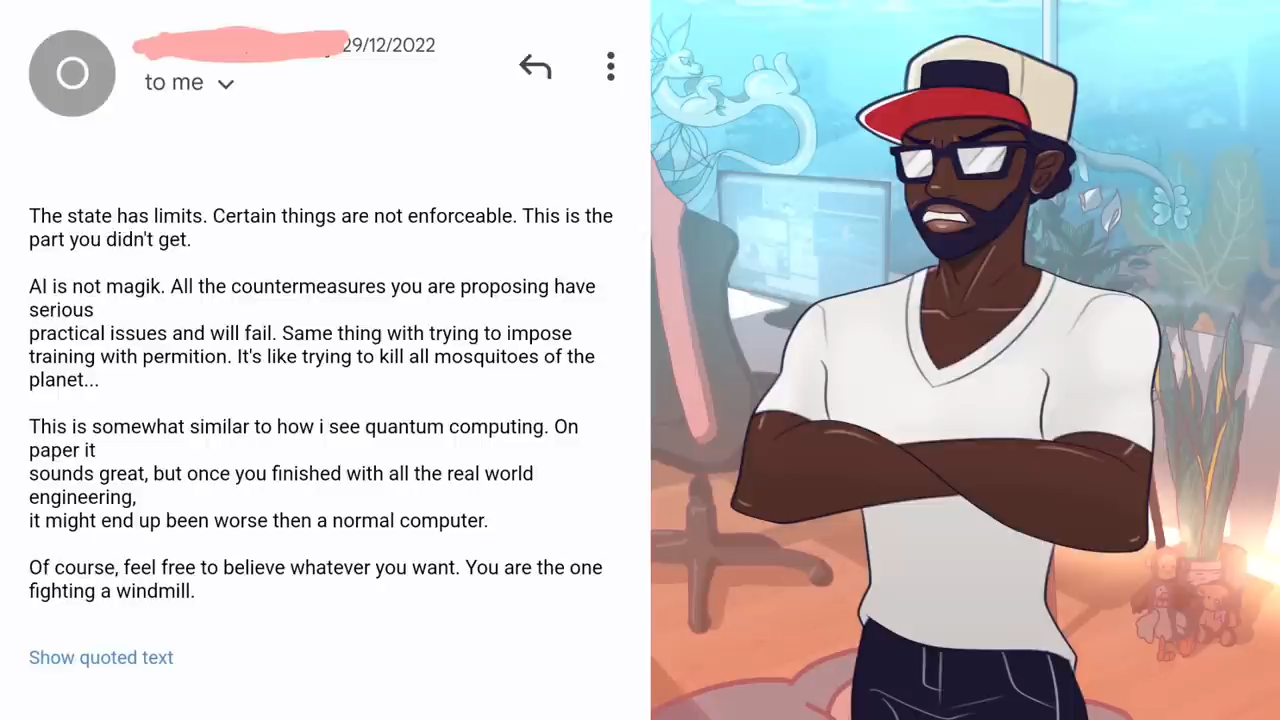 O
29/12/2022
to me
The state has limits. Certain things are not enforceable. This is the
part you didn't get.
AI is not magik. All the countermeasures you are proposing have
serious
practical issues and will fail. Same thing with trying to impose
training with permition. It's like trying to kill all mosquitoes of the
planet...
This is somewhat similar to how i see quantum computing. On
paper it
sounds great, but once you finished with all the real world
engineering,
it might end up been worse then a normal computer.
Of course, feel free to believe whatever you want. You are the one
fighting a windmill.
Show quoted text